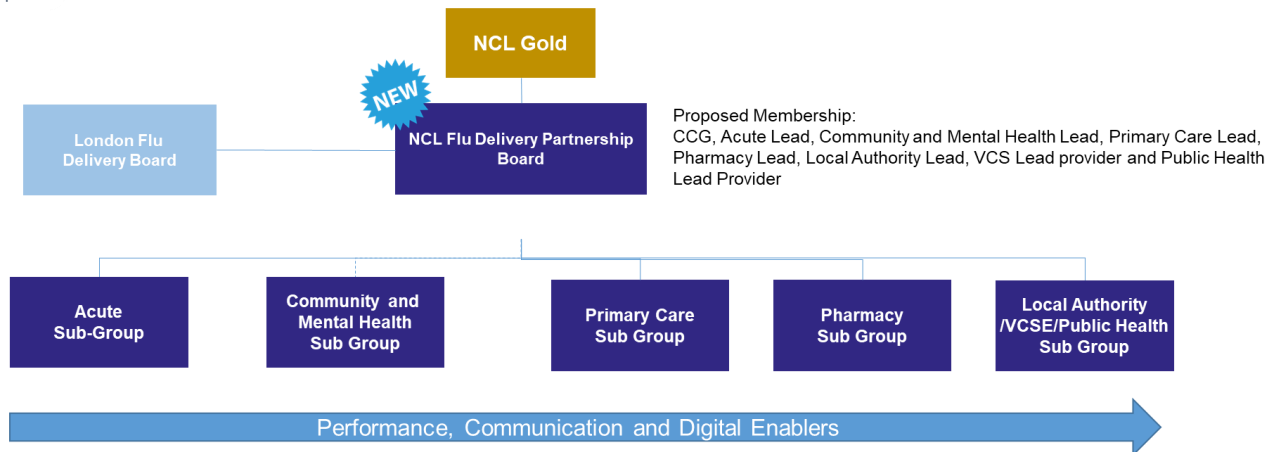 NCL Gold
NEW
London Flu
Delivery Board
NCL Flu Delivery Partnership
Board
Proposed Membership:
CCG, Acute Lead, Community and Mental Health Lead, Primary Care Lead,
Pharmacy Lead, Local Authority Lead, VCS Lead provider and Public Health
Lead Provider
Acute
Sub-Group
Community and
Mental Health
Sub Group
Primary Care
Sub Group
Pharmacy
Sub Group
Local Authority
/VCSE/Public Health
Sub Group
Performance, Communication and Digital Enablers